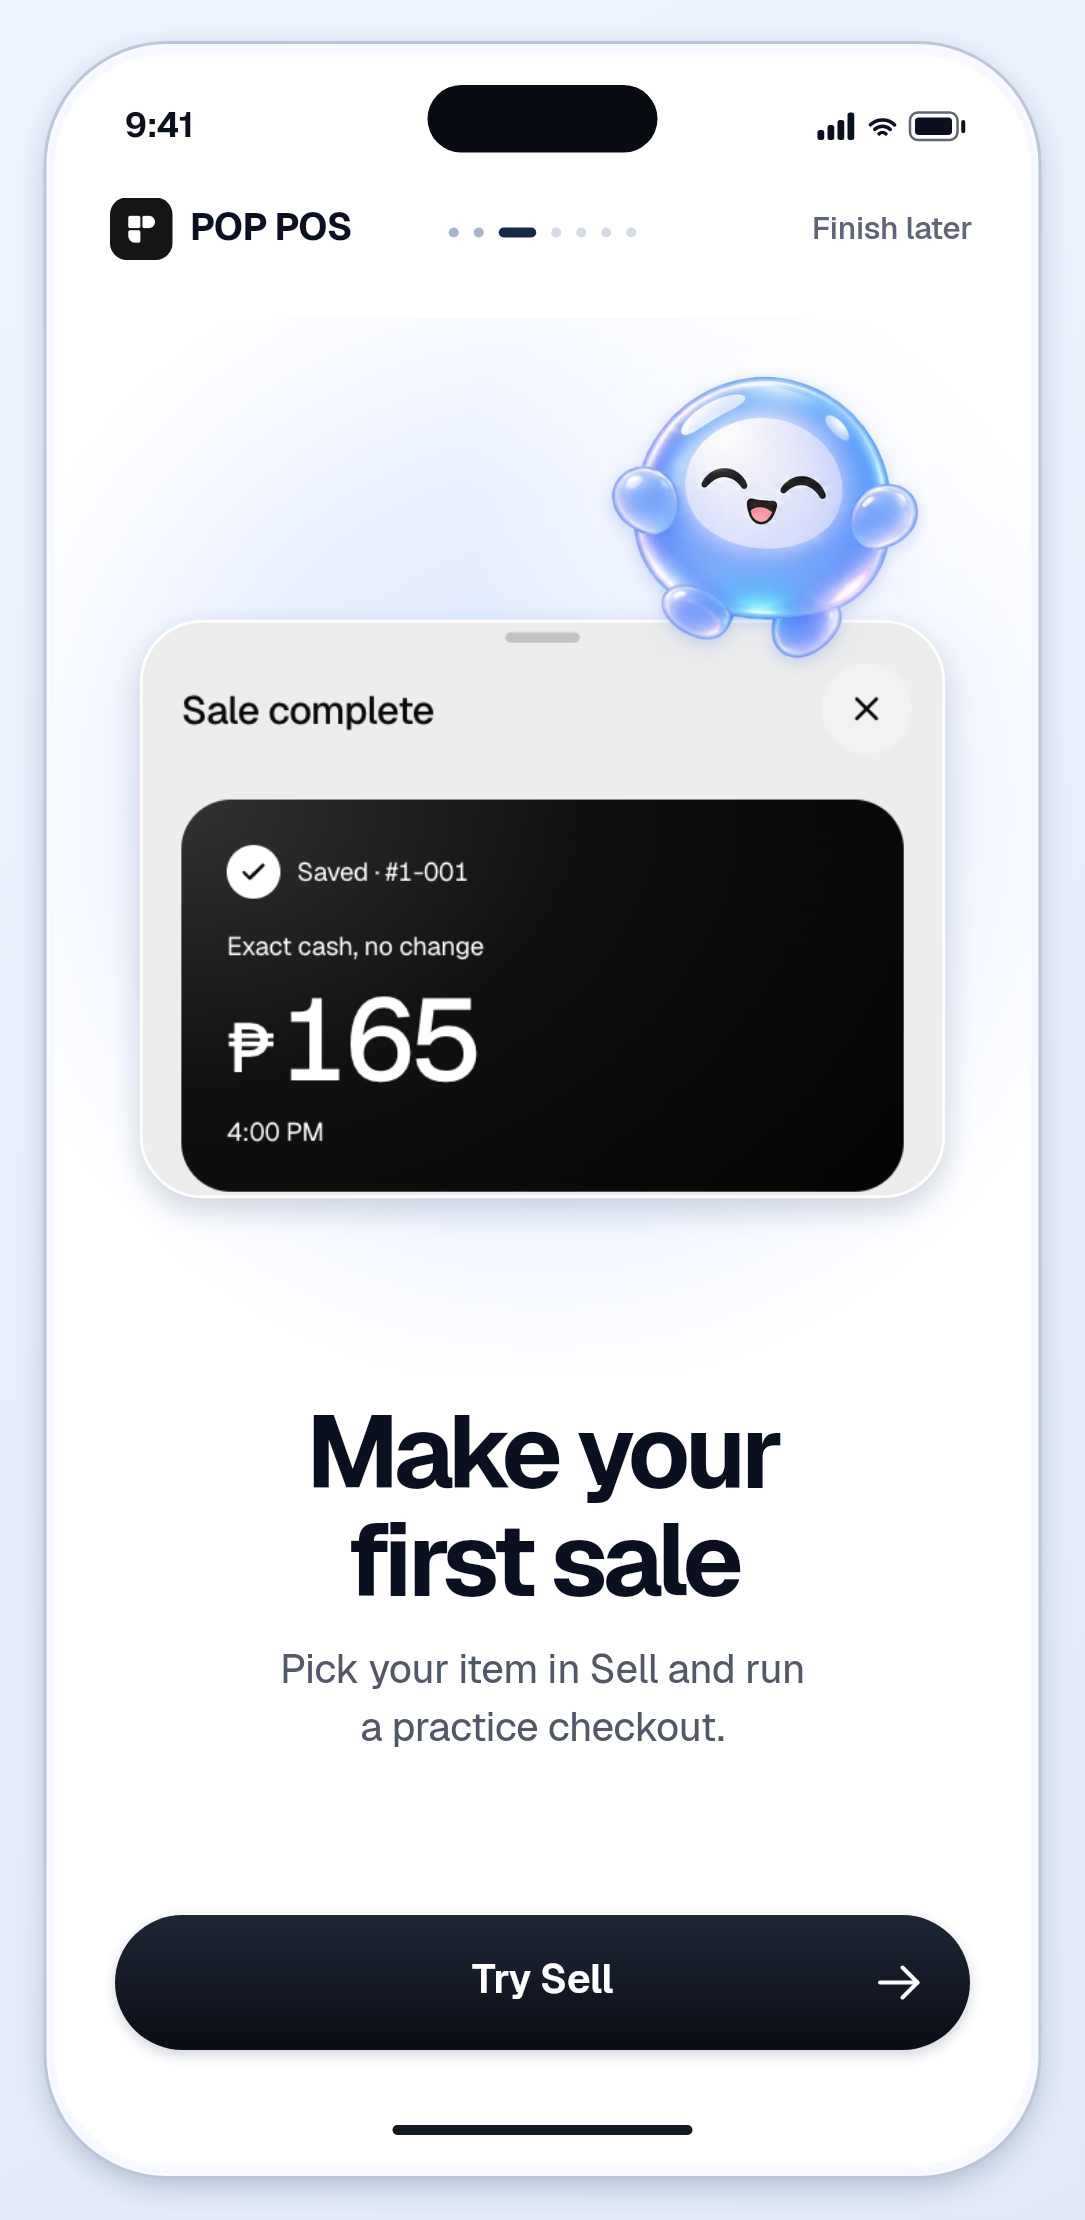 9:41
POP POS
Finish later
Sale complete
Saved · #1-001
Exact cash, no change
₱165
4:00 PM
Make your
first sale
Pick your item in Sell and run
a practice checkout.
Try Sell